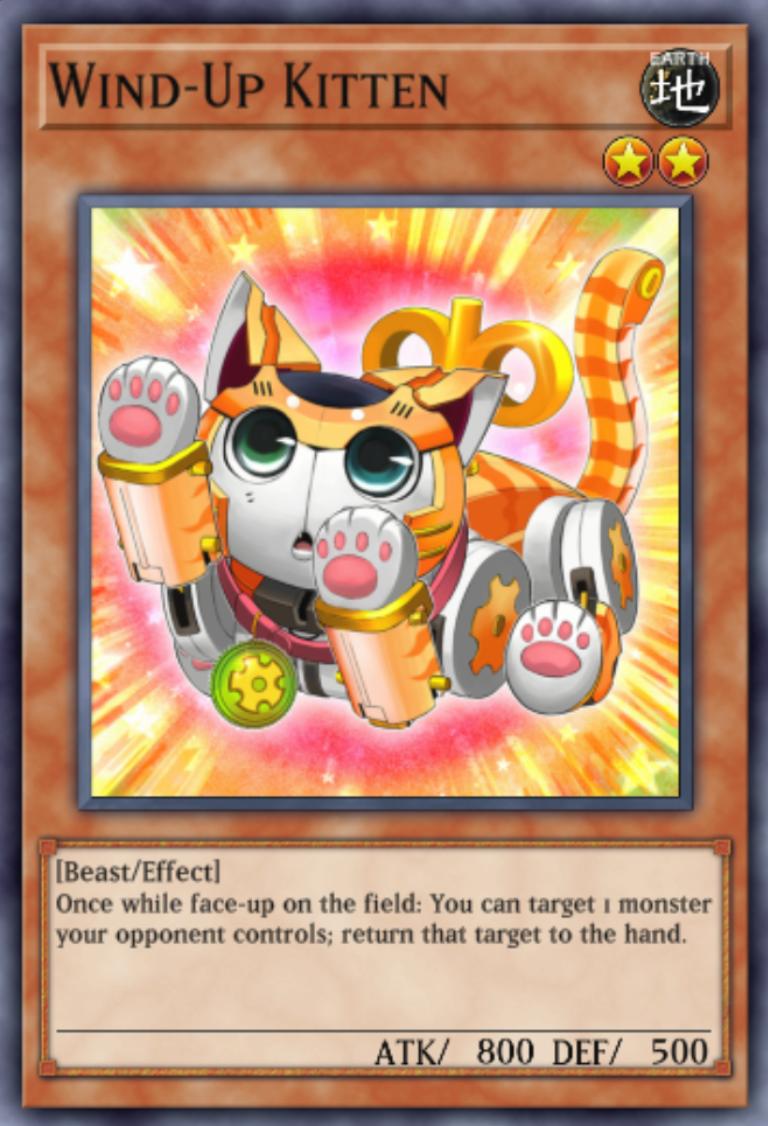 WIND-UP KITTEN
EARTH
地
[Beast/Effect]
Once while face-up on the field: You can target 1 monster
your opponent controls; return that target to the hand.
ATK/ 800 DEF/ 500